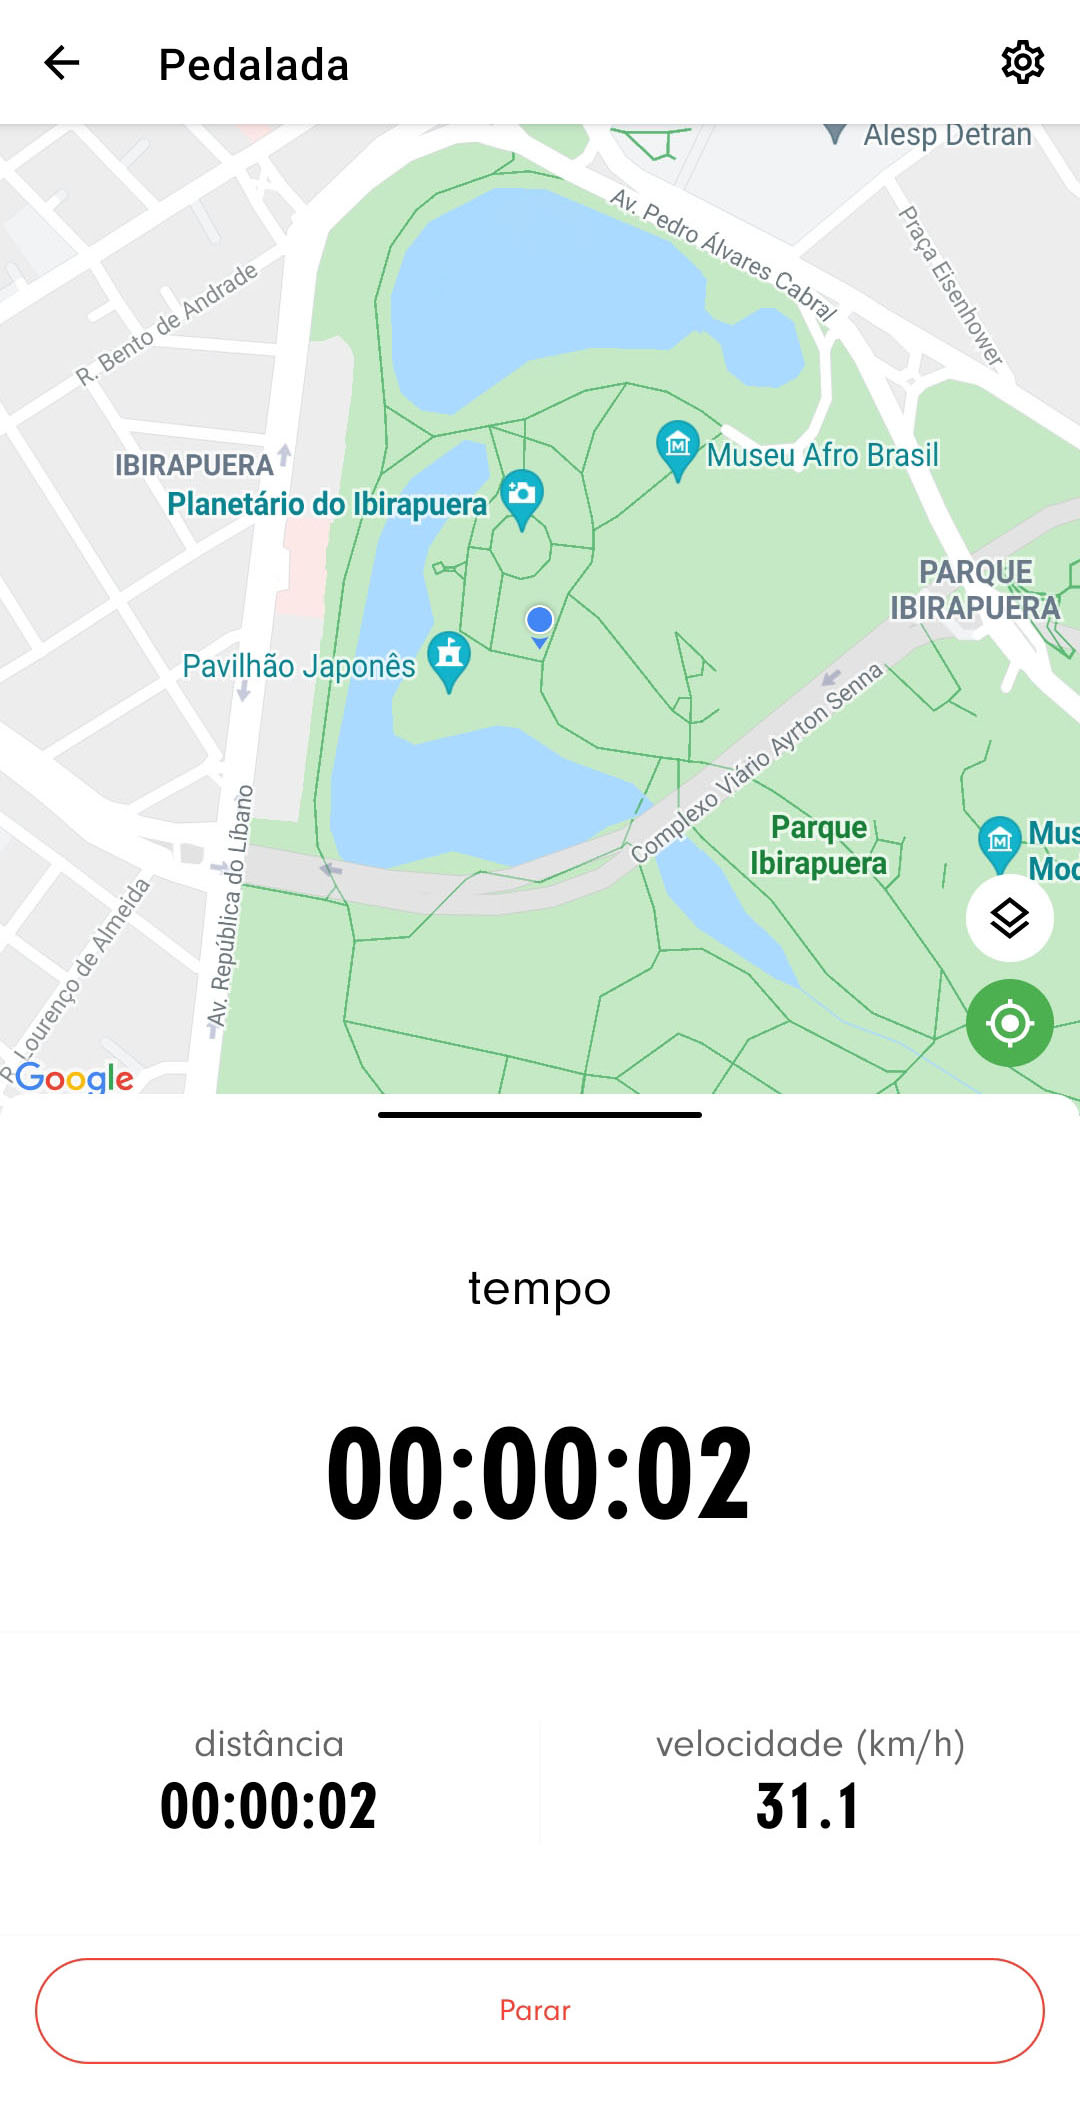 Pedalada
Alesp Detran
Av. Pedro Álvares Cabral
Praça Eisenhower
R. Bento de Andrade
IBIRAPUERA
Museu Afro Brasil
Planetário do Ibirapuera
PARQUE
IBIRAPUERA
Pavilhão Japonês
Complexo Viário Ayrton Senna
Av. República do Líbano
Parque
Ibirapuera
Mus
Mod
R. Lourenço de Almeida
Google
tempo
00:00:02
distância
velocidade (km/h)
00:00:02
31.1
Parar